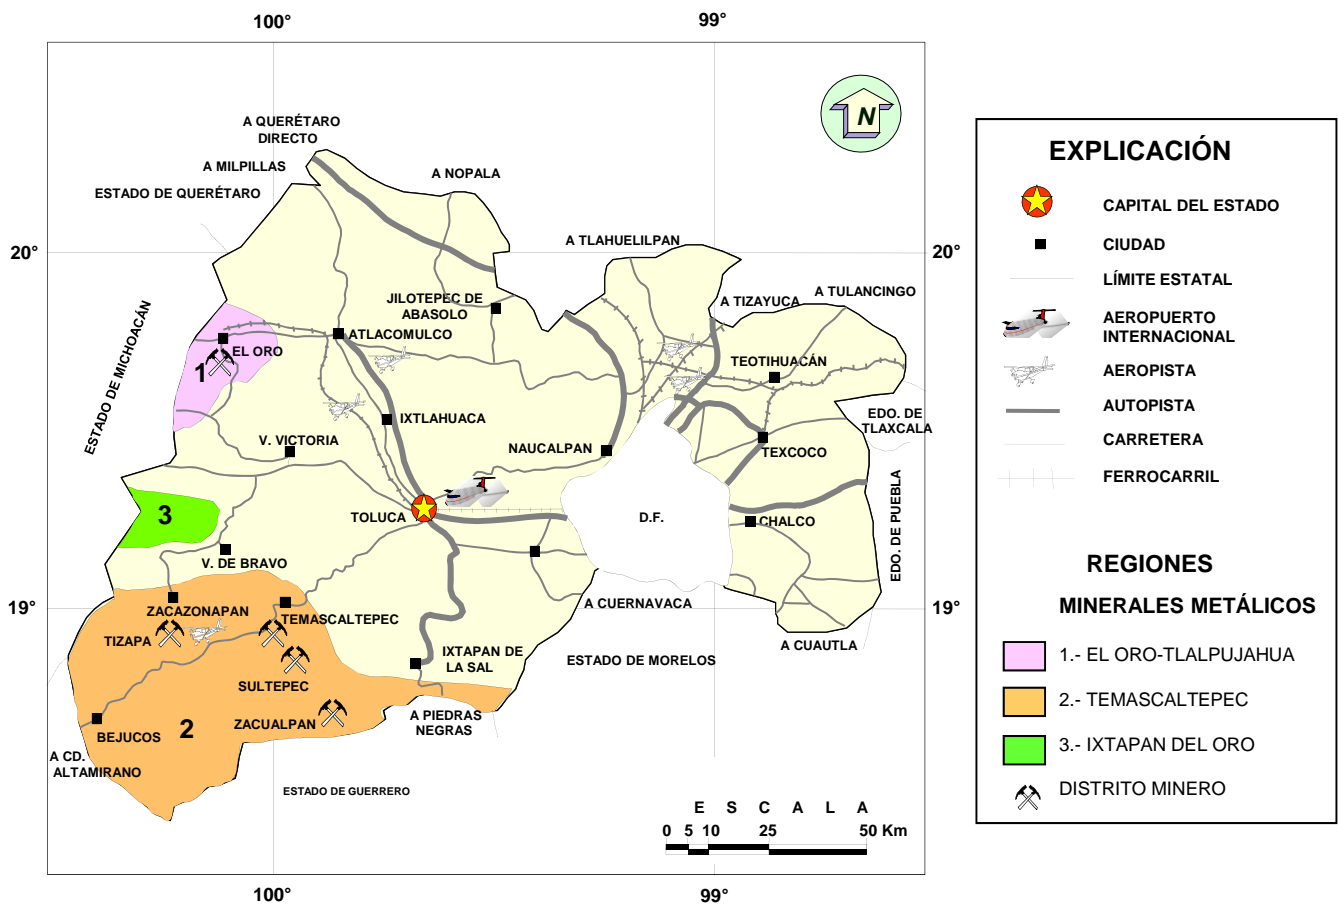 100°
99°
N
A QUERÉTARO
DIRECTO
A MILPILLAS
A NOPALA
ESTADO DE QUERÉTARO
A TLAHUELILPAN
20°
20°
A TULANCINGO
A TIZAYUCA
JILOTEPEC DE
ABASOLO
ATLACOMULCO
EL ORO
1
TEOTIHUACÁN
ESTADO DE MICHOACÁN
IXTLAHUACA
EDO. DE
TLAXCALA
V. VICTORIA
NAUCALPAN
TEXCOCO
3
TOLUCA
D.F.
CHALCO
EDO. DE PUEBLA
V. DE BRAVO
19°
19°
ZACAZONAPAN
TEMASCALTEPEC
A CUERNAVACA
TIZAPA
A CUAUTLA
IXTAPAN DE
LA SAL
ESTADO DE MORELOS
SULTEPEC
ZACUALPAN
A PIEDRAS
NEGRAS
2
BEJUCOS
A CD.
ALTAMIRANO
ESTADO DE GUERRERO
E S C A L A
0 5 10 25 50 Km
100°
99°
EXPLICACIÓN
CAPITAL DEL ESTADO
CIUDAD
LÍMITE ESTATAL
AEROPUERTO
INTERNACIONAL
AEROPISTA
AUTOPISTA
CARRETERA
FERROCARRIL
REGIONES
MINERALES METÁLICOS
1.- EL ORO-TLALPUJAHUA
2.- TEMASCALTEPEC
3.- IXTAPAN DEL ORO
DISTRITO MINERO